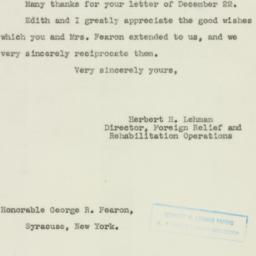 Many thanks for your letter of December 22.
Edith and I greatly appreciate the good wishes
which you and Mrs. Fearon extended to us, and we
very sincerely reciprocate them.
Very sincerely yours,
Herbert H. Lehman
Director, Foreign Relief and
Rehabilitation Operations
Honorable George R. Fearon,
Syracuse, New York.